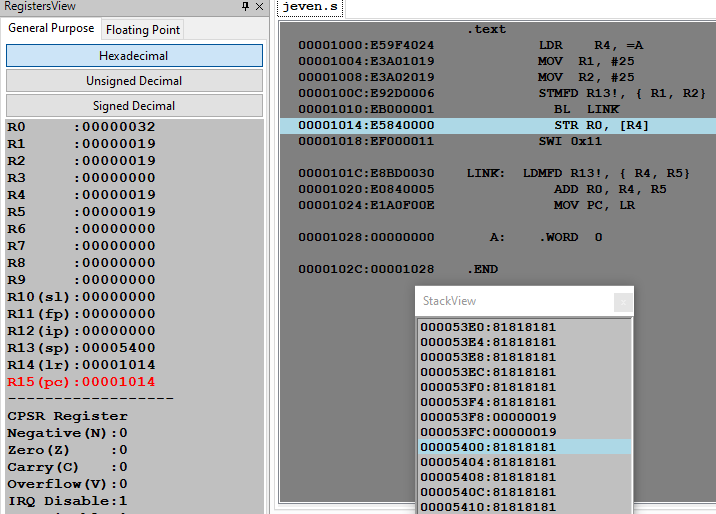 RegistersView
General Purpose
Floating Point
Hexadecimal
Unsigned Decimal
Signed Decimal
R0 :00000032
R1 :00000019
R2 :00000019
R3 :00000000
R4 :00000019
R5 :00000019
R6 :00000000
R7 :00000000
R8 :00000000
R9 :00000000
R10(sl):00000000
R11(fp):00000000
R12(ip):00000000
R13(sp):00005400
R14(lr):00001014
R15(pc):00001014
------------------
CPSR Register
Negative(N):0
Zero(Z) :0
Carry(C) :0
Overflow(V):0
IRQ Disable:1
jeven.s
.text
00001000:E59F4024 LDR R4, =A
00001004:E3A01019 MOV R1, #25
00001008:E3A02019 MOV R2, #25
0000100C:E92D0006 STMFD R13!, { R1, R2}
00001010:EB000001 BL LINK
00001014:E5840000 STR R0, [R4]
00001018:EF000011 SWI 0x11
0000101C:E8BD0030 LINK: LDMFD R13!, { R4, R5}
00001020:E0840005 ADD R0, R4, R5
00001024:E1A0F00E MOV PC, LR
00001028:00000000 A: .WORD 0
0000102C:00001028 .END
StackView
000053E0:81818181
000053E4:81818181
000053E8:81818181
000053EC:81818181
000053F0:81818181
000053F4:81818181
000053F8:00000019
000053FC:00000019
00005400:81818181
00005404:81818181
00005408:81818181
0000540C:81818181
00005410:81818181